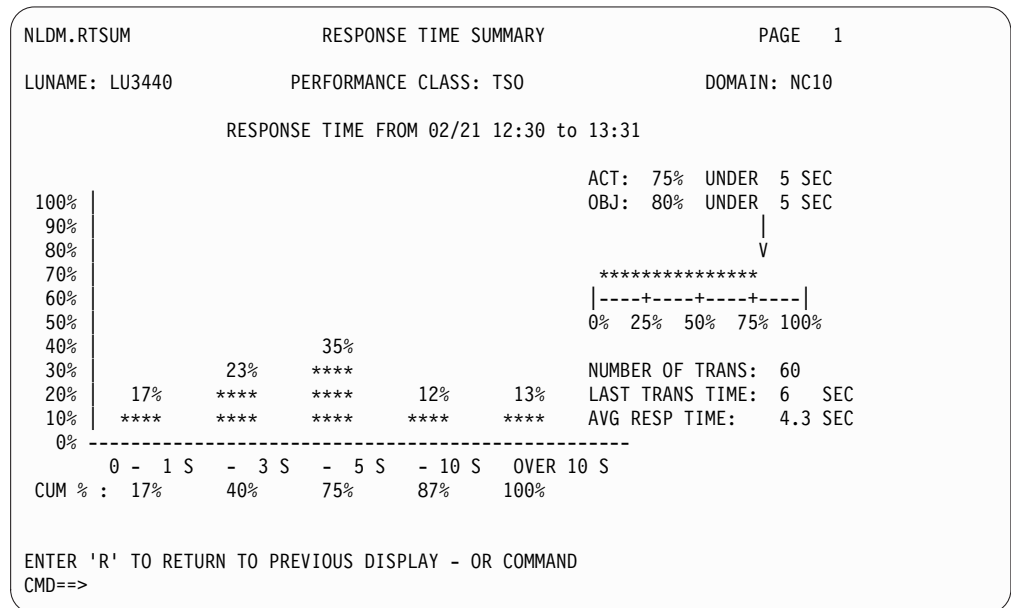 NLDM.RTSUM RESPONSE TIME SUMMARY PAGE 1
LUNAME: LU3440 PERFORMANCE CLASS: TSO DOMAIN: NC10
RESPONSE TIME FROM 02/21 12:30 to 13:31
ACT: 75% UNDER 5 SEC
100% | OBJ: 80% UNDER 5 SEC
90% | |
80% | V
70% | ***************
60% | |----+----+----+----|
50% | 0% 25% 50% 75% 100%
40% | 35%
30% | 23% **** NUMBER OF TRANS: 60
20% | 17% **** **** 12% 13% LAST TRANS TIME: 6 SEC
10% | **** **** **** **** **** AVG RESP TIME: 4.3 SEC
0% ---------------------------------------------------
0 - 1 S - 3 S - 5 S - 10 S OVER 10 S
CUM % : 17% 40% 75% 87% 100%
ENTER 'R' TO RETURN TO PREVIOUS DISPLAY - OR COMMAND
CMD==>